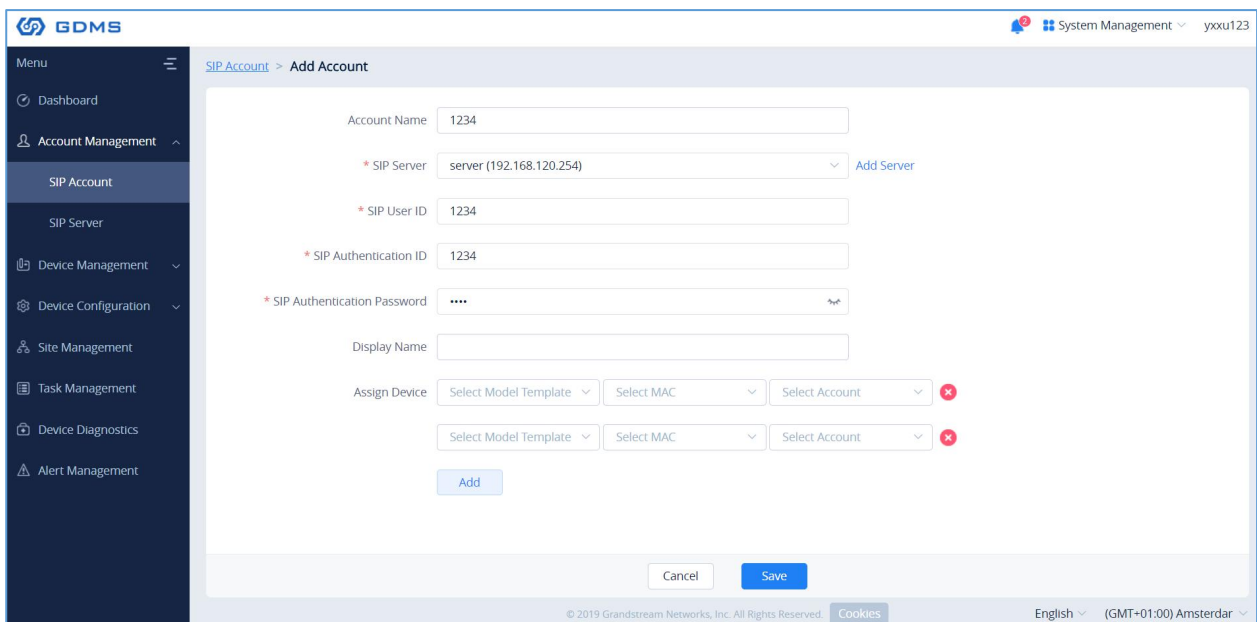 GDMS
2
System Management
yxxu123
Menu
SIP Account > Add Account
Dashboard
Account Management
SIP Account
SIP Server
Device Management
Device Configuration
Site Management
Task Management
Device Diagnostics
Alert Management
Account Name 1234
* SIP Server server (192.168.120.254) Add Server
* SIP User ID 1234
* SIP Authentication ID 1234
* SIP Authentication Password ••••
Display Name
Assign Device Select Model Template Select MAC Select Account
Select Model Template Select MAC Select Account
Add
Cancel Save
© 2019 Grandstream Networks, Inc. All Rights Reserved. Cookies
English (GMT+01:00) Amsterdar